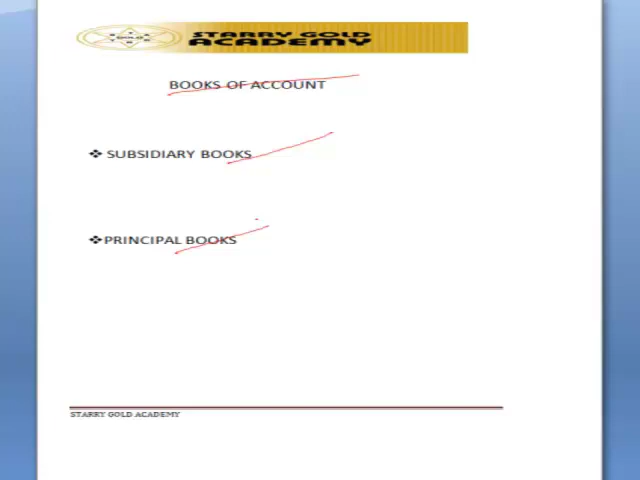 STARRY GOLD
ACADEMY
BOOKS OF ACCOUNT
❖ SUBSIDIARY BOOKS
❖PRINCIPAL BOOKS
STARRY GOLD ACADEMY